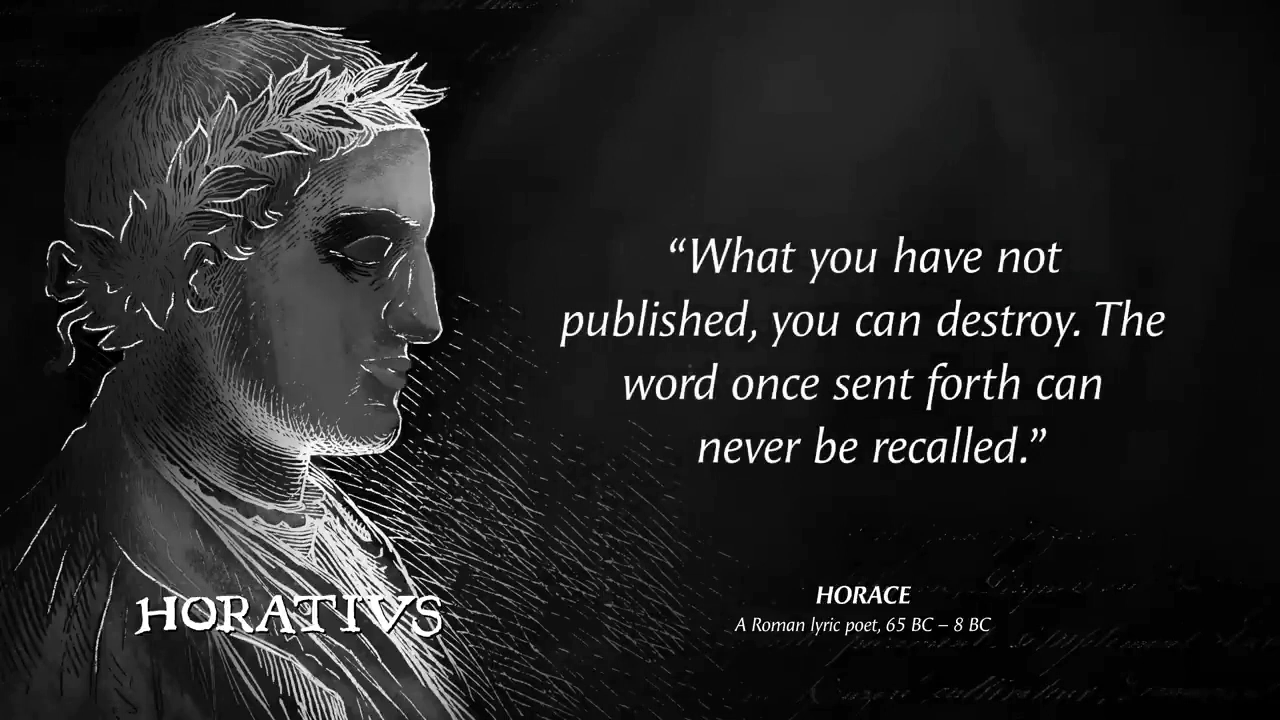 “What you have not
published, you can destroy. The
word once sent forth can
never be recalled.”
HORACE
A Roman lyric poet, 65 BC – 8 BC
HORATIVS